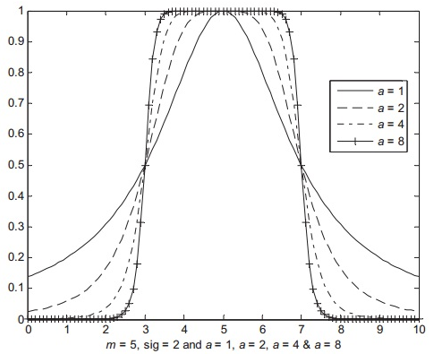 1
0.9
0.8
0.7
0.6
0.5
0.4
0.3
0.2
0.1
0
a = 1
a = 2
a = 4
a = 8
0 1 2 3 4 5 6 7 8 9 10
m = 5, sig = 2 and a = 1, a = 2, a = 4 & a = 8